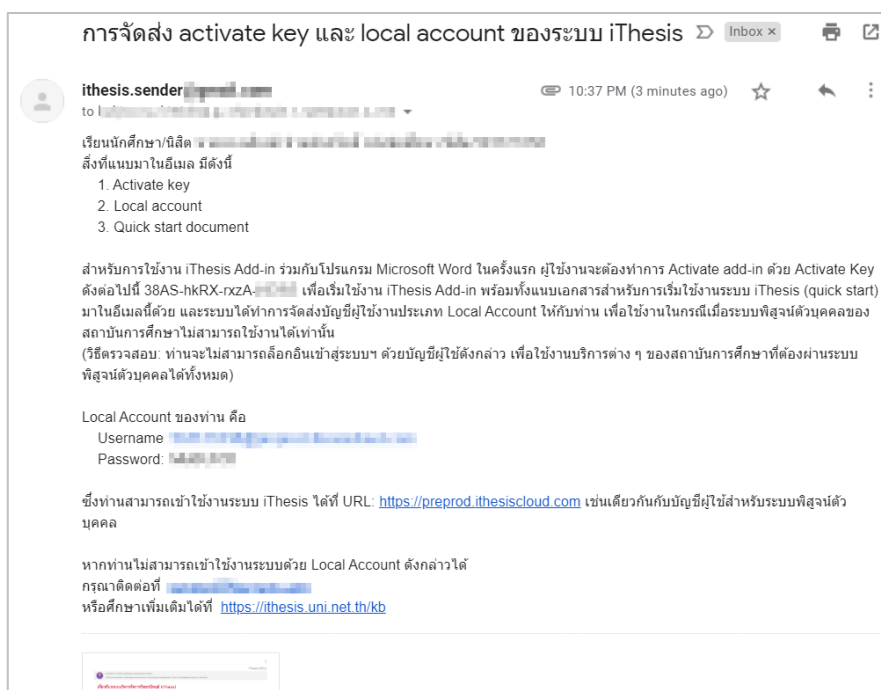 การจัดส่ง activate key และ local account ของระบบ iThesis Inbox ×
ithesis.sender 10:37 PM (3 minutes ago)
to
เรียนนักศึกษา/นิสิต
สิ่งที่แนบมาในอีเมล มีดังนี้
1. Activate key
2. Local account
3. Quick start document
สำหรับการใช้งาน iThesis Add-in ร่วมกับโปรแกรม Microsoft Word ในครั้งแรก ผู้ใช้งานจะต้องทำการ Activate add-in ด้วย Activate Key
ดังต่อไปนี้ 38AS-hkRX-rxzA- เพื่อเริ่มใช้งาน iThesis Add-in พร้อมทั้งแนบเอกสารสำหรับการเริ่มใช้งานระบบ iThesis (quick start)
มาในอีเมลนี้ด้วย และระบบได้ทำการจัดส่งบัญชีผู้ใช้งานประเภท Local Account ให้กับท่าน เพื่อใช้งานในกรณีเมื่อระบบพิสูจน์ตัวบุคคลของ
สถาบันการศึกษาไม่สามารถใช้งานได้เท่านั้น
(วิธีตรวจสอบ: ท่านจะไม่สามารถล็อกอินเข้าสู่ระบบฯ ด้วยบัญชีผู้ใช้ดังกล่าว เพื่อใช้งานบริการต่าง ๆ ของสถาบันการศึกษาที่ต้องผ่านระบบ
พิสูจน์ตัวบุคคลได้ทั้งหมด)
Local Account ของท่าน คือ
Username
Password:
ซึ่งท่านสามารถเข้าใช้งานระบบ iThesis ได้ที่ URL: https://preprod.ithesiscloud.com เช่นเดียวกันกับบัญชีผู้ใช้สำหรับระบบพิสูจน์ตัว
บุคคล
หากท่านไม่สามารถเข้าใช้งานระบบด้วย Local Account ดังกล่าวได้
กรุณาติดต่อที่
หรือศึกษาเพิ่มเติมได้ที่ https://ithesis.uni.net.th/kb